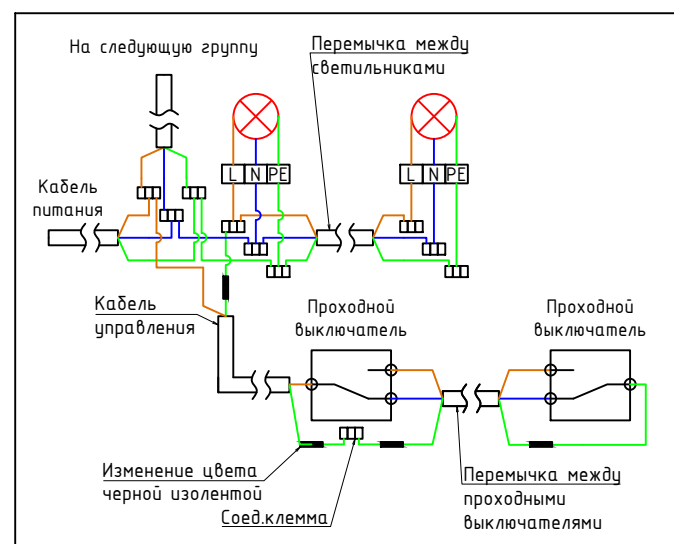 На следующую группу
Перемычка между
светильниками
L N PE
L N PE
Кабель
питания
Кабель
управления
Проходной
выключатель
Проходной
выключатель
Изменение цвета
черной изолентой
Соед.клемма
Перемычка между
проходными
выключателями